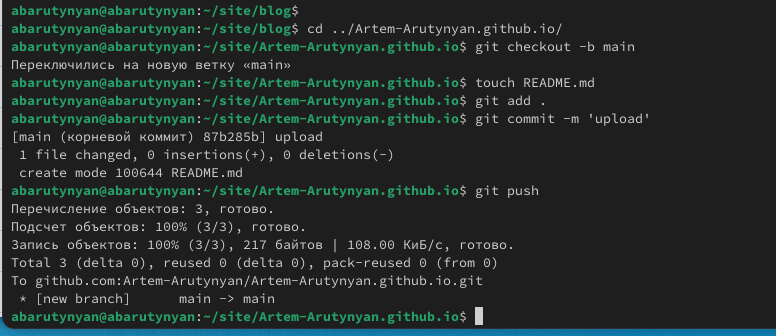 abarutynyan@abarutynyan:~/site/blog$
abarutynyan@abarutynyan:~/site/blog$ cd ../Artem-Arutynyan.github.io/
abarutynyan@abarutynyan:~/site/Artem-Arutynyan.github.io$ git checkout -b main
Переключились на новую ветку «main»
abarutynyan@abarutynyan:~/site/Artem-Arutynyan.github.io$ touch README.md
abarutynyan@abarutynyan:~/site/Artem-Arutynyan.github.io$ git add .
abarutynyan@abarutynyan:~/site/Artem-Arutynyan.github.io$ git commit -m 'upload'
[main (корневой коммит) 87b285b] upload
 1 file changed, 0 insertions(+), 0 deletions(-)
 create mode 100644 README.md
abarutynyan@abarutynyan:~/site/Artem-Arutynyan.github.io$ git push
Перечисление объектов: 3, готово.
Подсчет объектов: 100% (3/3), готово.
Запись объектов: 100% (3/3), 217 байтов | 108.00 КиБ/с, готово.
Total 3 (delta 0), reused 0 (delta 0), pack-reused 0 (from 0)
To github.com:Artem-Arutynyan/Artem-Arutynyan.github.io.git
 * [new branch]      main -> main
abarutynyan@abarutynyan:~/site/Artem-Arutynyan.github.io$